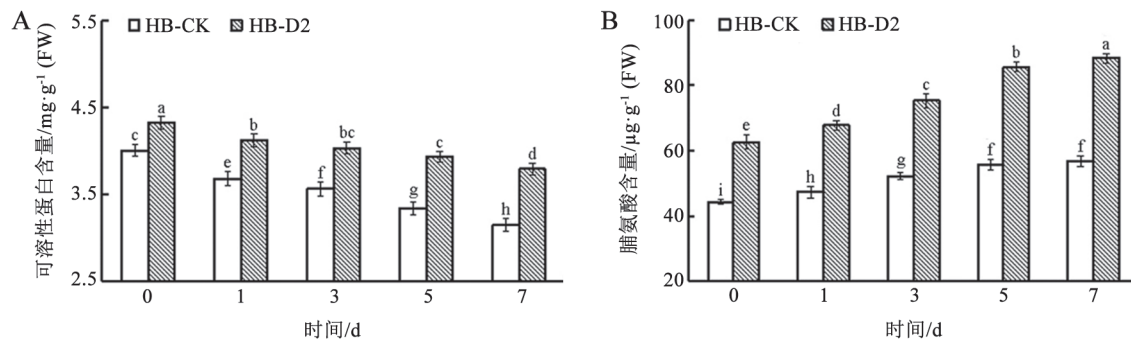 A
HB-CK HB-D2
可溶性蛋白含量/mg·g⁻¹ (FW)
5.5
4.5
3.5
2.5
c a
e b
f bc
g c
h d
0 1 3 5 7
时间/d
B
HB-CK HB-D2
脯氨酸含量/μg·g⁻¹ (FW)
100
80
60
40
20
i e
h d
g c
f b
f a
0 1 3 5 7
时间/d